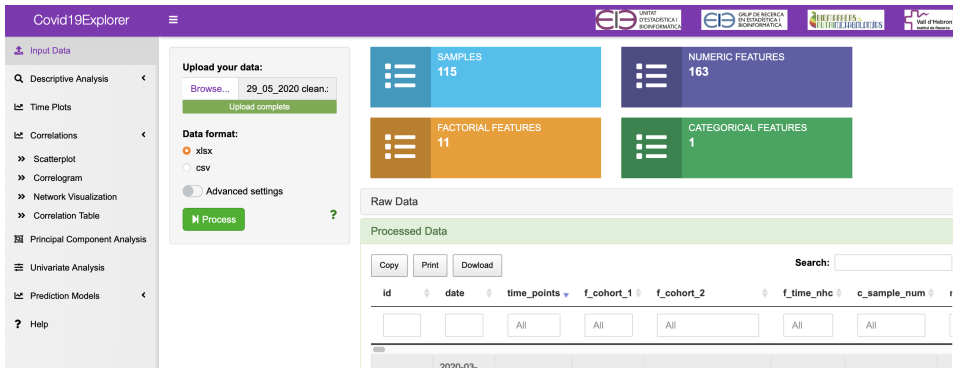 Covid19Explorer
UNITAT
D'ESTADÍSTICA I
BIOINFORMÀTICA
GRUP DE RECERCA
EN ESTADÍSTICA I
BIOINFORMÀTICA
Vall d'Hebron
Institut de Recerca
Input Data
Descriptive Analysis
Time Plots
Correlations
Scatterplot
Correlogram
Network Visualization
Correlation Table
Principal Component Analysis
Univariate Analysis
Prediction Models
? Help
Upload your data:
Browse... 29_05_2020 clean.:
Upload complete
Data format:
xlsx
csv
Advanced settings
Process
?
SAMPLES
115
NUMERIC FEATURES
163
FACTORIAL FEATURES
11
CATEGORICAL FEATURES
1
Raw Data
Processed Data
Copy Print Dowload Search:
id date time_points f_cohort_1 f_cohort_2 f_time_nhc c_sample_num
All All All All All
2020-03-